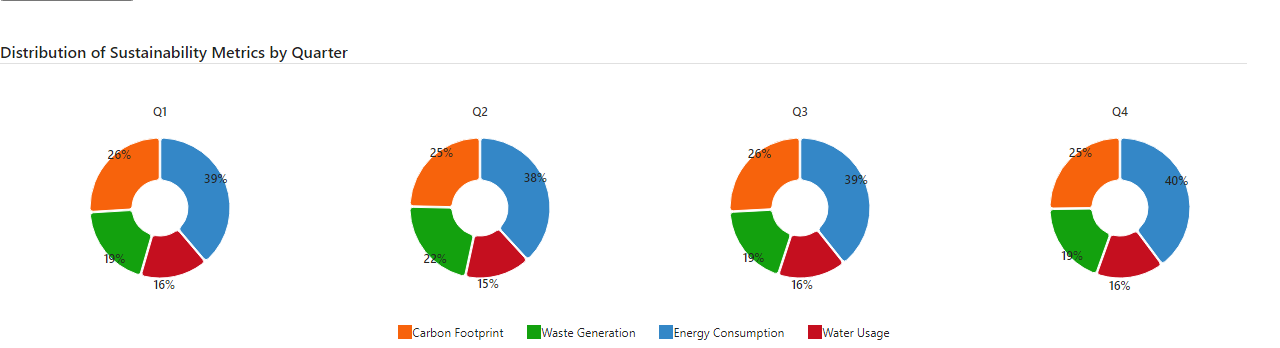 Distribution of Sustainability Metrics by Quarter
Q1 Q2 Q3 Q4
26% 39% 19% 16%
25% 38% 22% 15%
26% 39% 19% 16%
25% 40% 19% 16%
Carbon Footprint Waste Generation Energy Consumption Water Usage